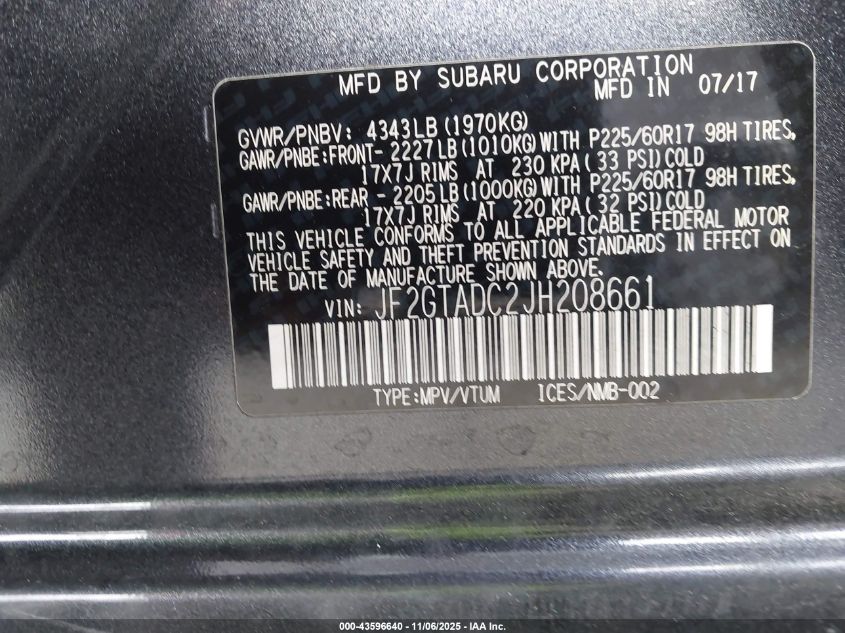 MFD BY SUBARU CORPORATION
MFD IN 07/17
GVWR/PNBV: 4343LB(1970KG)
GAWR/PNBE:FRONT- 2227LB(1010KG)WITH P225/60R17 98H TIRES,
17X7J RIMS AT 230 KPA(33 PSI)COLD
GAWR/PNBE:REAR - 2205LB(1000KG)WITH P225/60R17 98H TIRES,
17X7J RIMS AT 220 KPA(32 PSI)COLD
THIS VEHICLE CONFORMS TO ALL APPLICABLE FEDERAL MOTOR
VEHICLE SAFETY AND THEFT PREVENTION STANDARDS IN EFFECT ON
THE DATE OF MANUFACTURE SHOWN ABOVE.
VIN: JF2GTADC2JH208661
TYPE:MPV/VTUM ICES/NMB-002
000-43596640 - 11/06/2025 - IAA Inc.